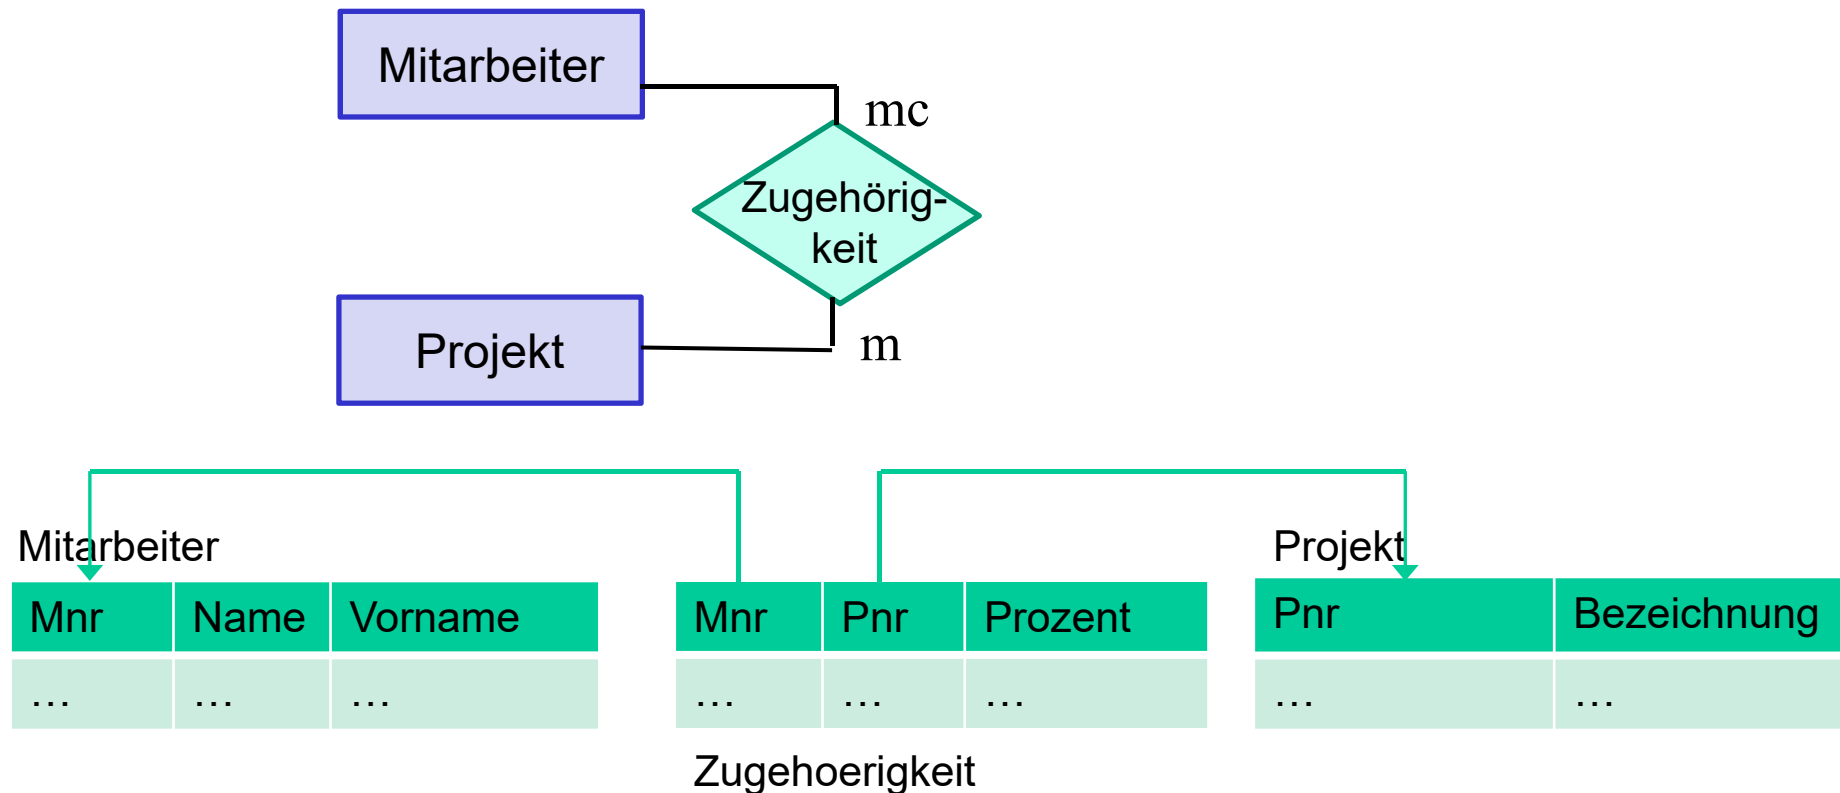 Mitarbeiter
mc
Zugehörig-
keit
Projekt
m
Mitarbeiter
Mnr Name Vorname
… … …
Mnr Pnr Prozent
… … …
Zugehoerigkeit
Projekt
Pnr Bezeichnung
… …